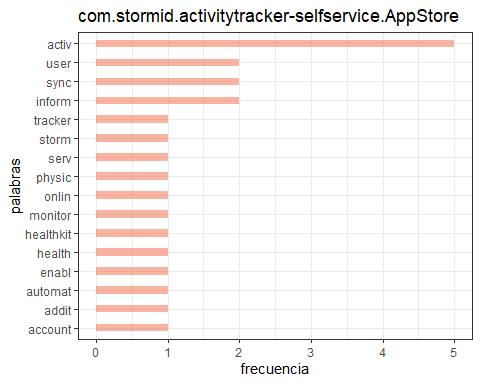 com.stormid.activitytracker-selfservice.AppStore
palabras
activ
user
sync
inform
tracker
storm
serv
physic
onlin
monitor
healthkit
health
enabl
automat
addit
account
0 1 2 3 4 5
frecuencia